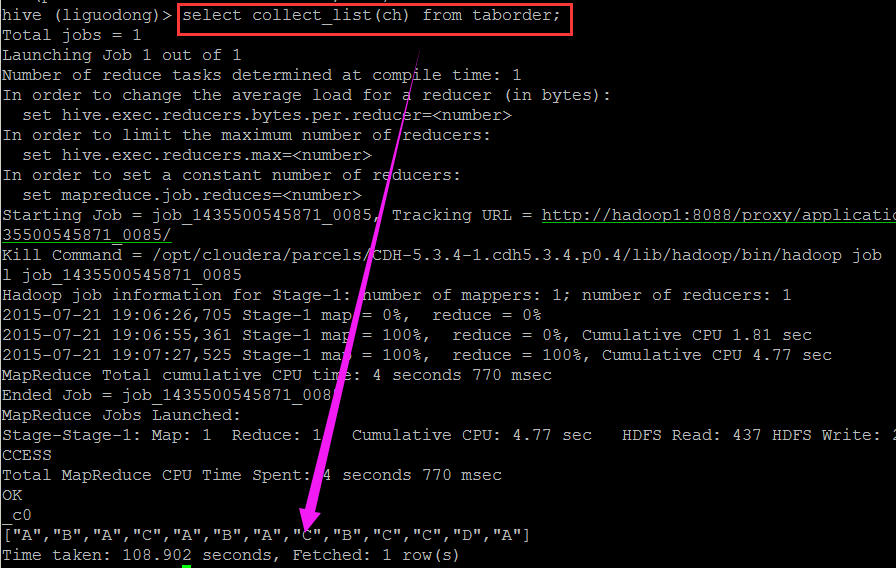 hive (liguodong)> select collect_list(ch) from taborder;
Total jobs = 1
Launching Job 1 out of 1
Number of reduce tasks determined at compile time: 1
In order to change the average load for a reducer (in bytes):
  set hive.exec.reducers.bytes.per.reducer=<number>
In order to limit the maximum number of reducers:
  set hive.exec.reducers.max=<number>
In order to set a constant number of reducers:
  set mapreduce.job.reduces=<number>
Starting Job = job_1435500545871_0085, Tracking URL = http://hadoop1:8088/proxy/applicatio
35500545871_0085/
Kill Command = /opt/cloudera/parcels/CDH-5.3.4-1.cdh5.3.4.p0.4/lib/hadoop/bin/hadoop job
l job_1435500545871_0085
Hadoop job information for Stage-1: number of mappers: 1; number of reducers: 1
2015-07-21 19:06:26,705 Stage-1 map = 0%,  reduce = 0%
2015-07-21 19:06:55,361 Stage-1 map = 100%,  reduce = 0%, Cumulative CPU 1.81 sec
2015-07-21 19:07:27,525 Stage-1 map = 100%,  reduce = 100%, Cumulative CPU 4.77 sec
MapReduce Total cumulative CPU time: 4 seconds 770 msec
Ended Job = job_1435500545871_008
MapReduce Jobs Launched:
Stage-Stage-1: Map: 1  Reduce: 1   Cumulative CPU: 4.77 sec   HDFS Read: 437 HDFS Write: 2
CCESS
Total MapReduce CPU Time Spent: 4 seconds 770 msec
OK
_c0
["A","B","A","C","A","B","A","C","B","C","C","D","A"]
Time taken: 108.902 seconds, Fetched: 1 row(s)